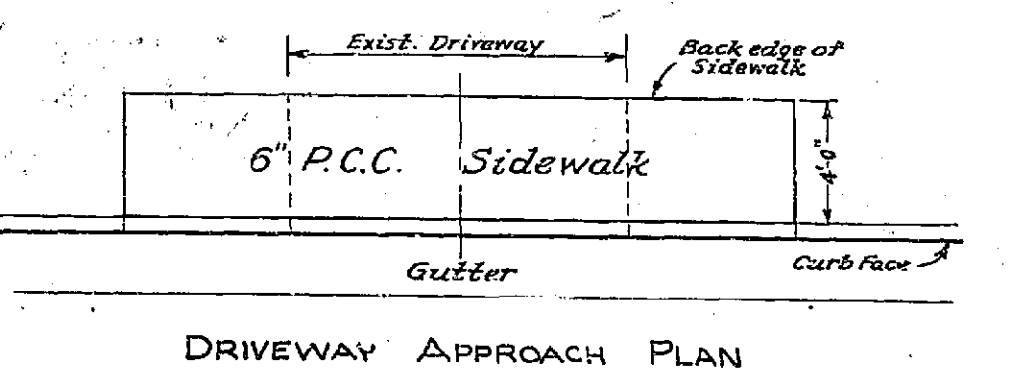 Exist. Driveway
Back edge of
Sidewalk
6" P.C.C. Sidewalk
4'-0"
Curb Face
Gutter
DRIVEWAY APPROACH PLAN